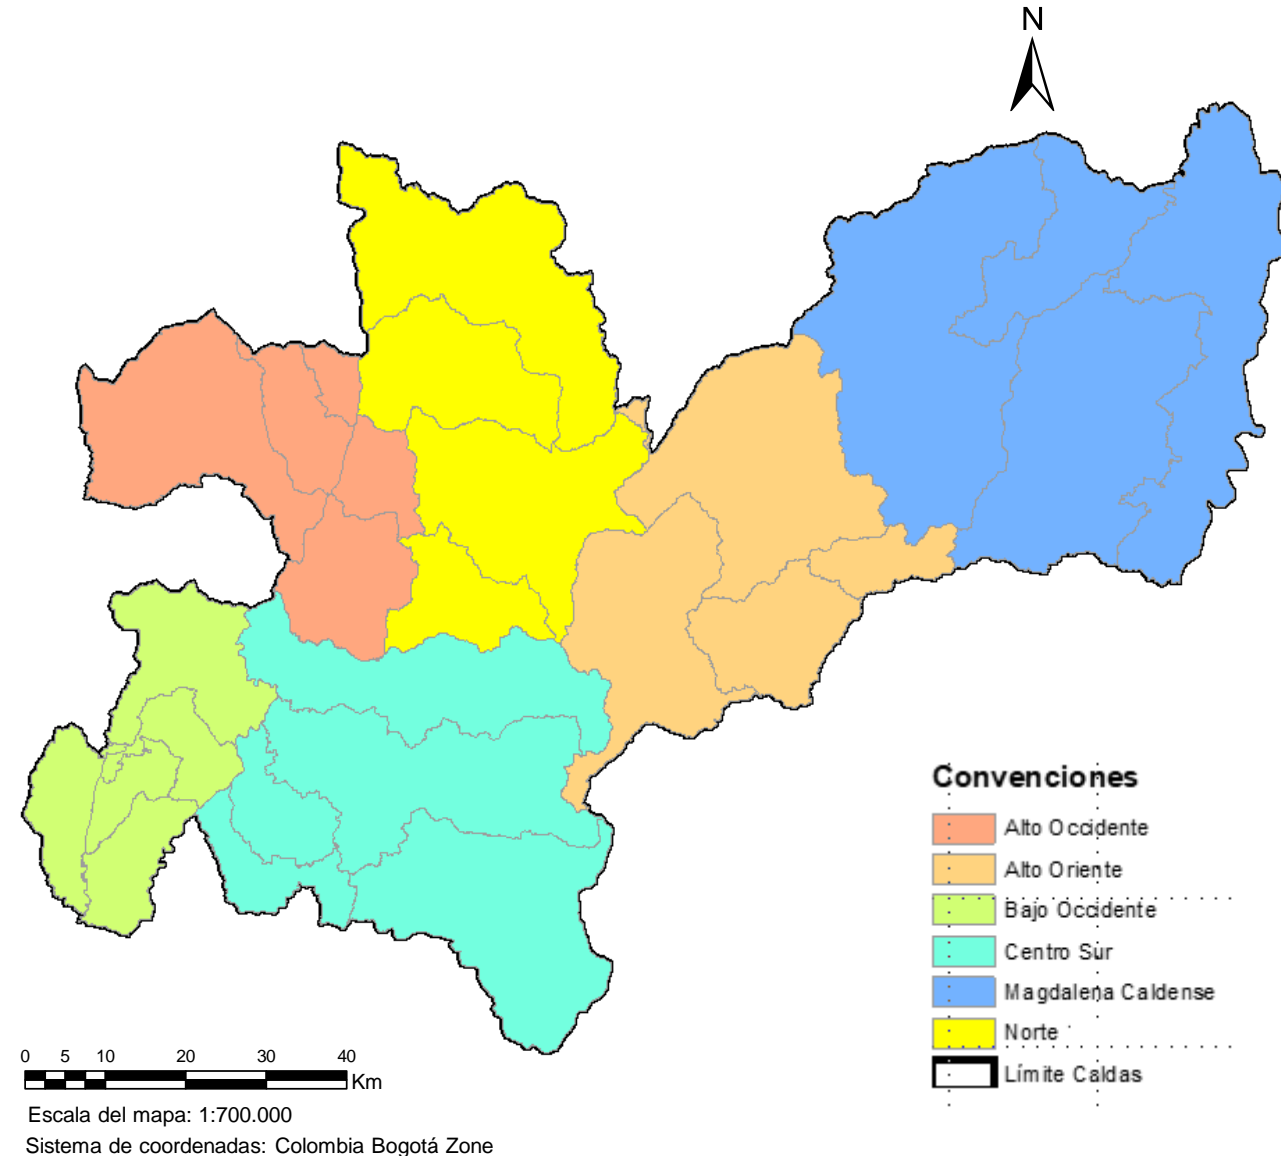 N
Convenciones
Alto Occidente
Alto Oriente
Bajo Occidente
Centro Sur
Magdalena Caldense
Norte
Límite Caldas
0 5 10 20 30 40
Km
Escala del mapa: 1:700.000
Sistema de coordenadas: Colombia Bogotá Zone